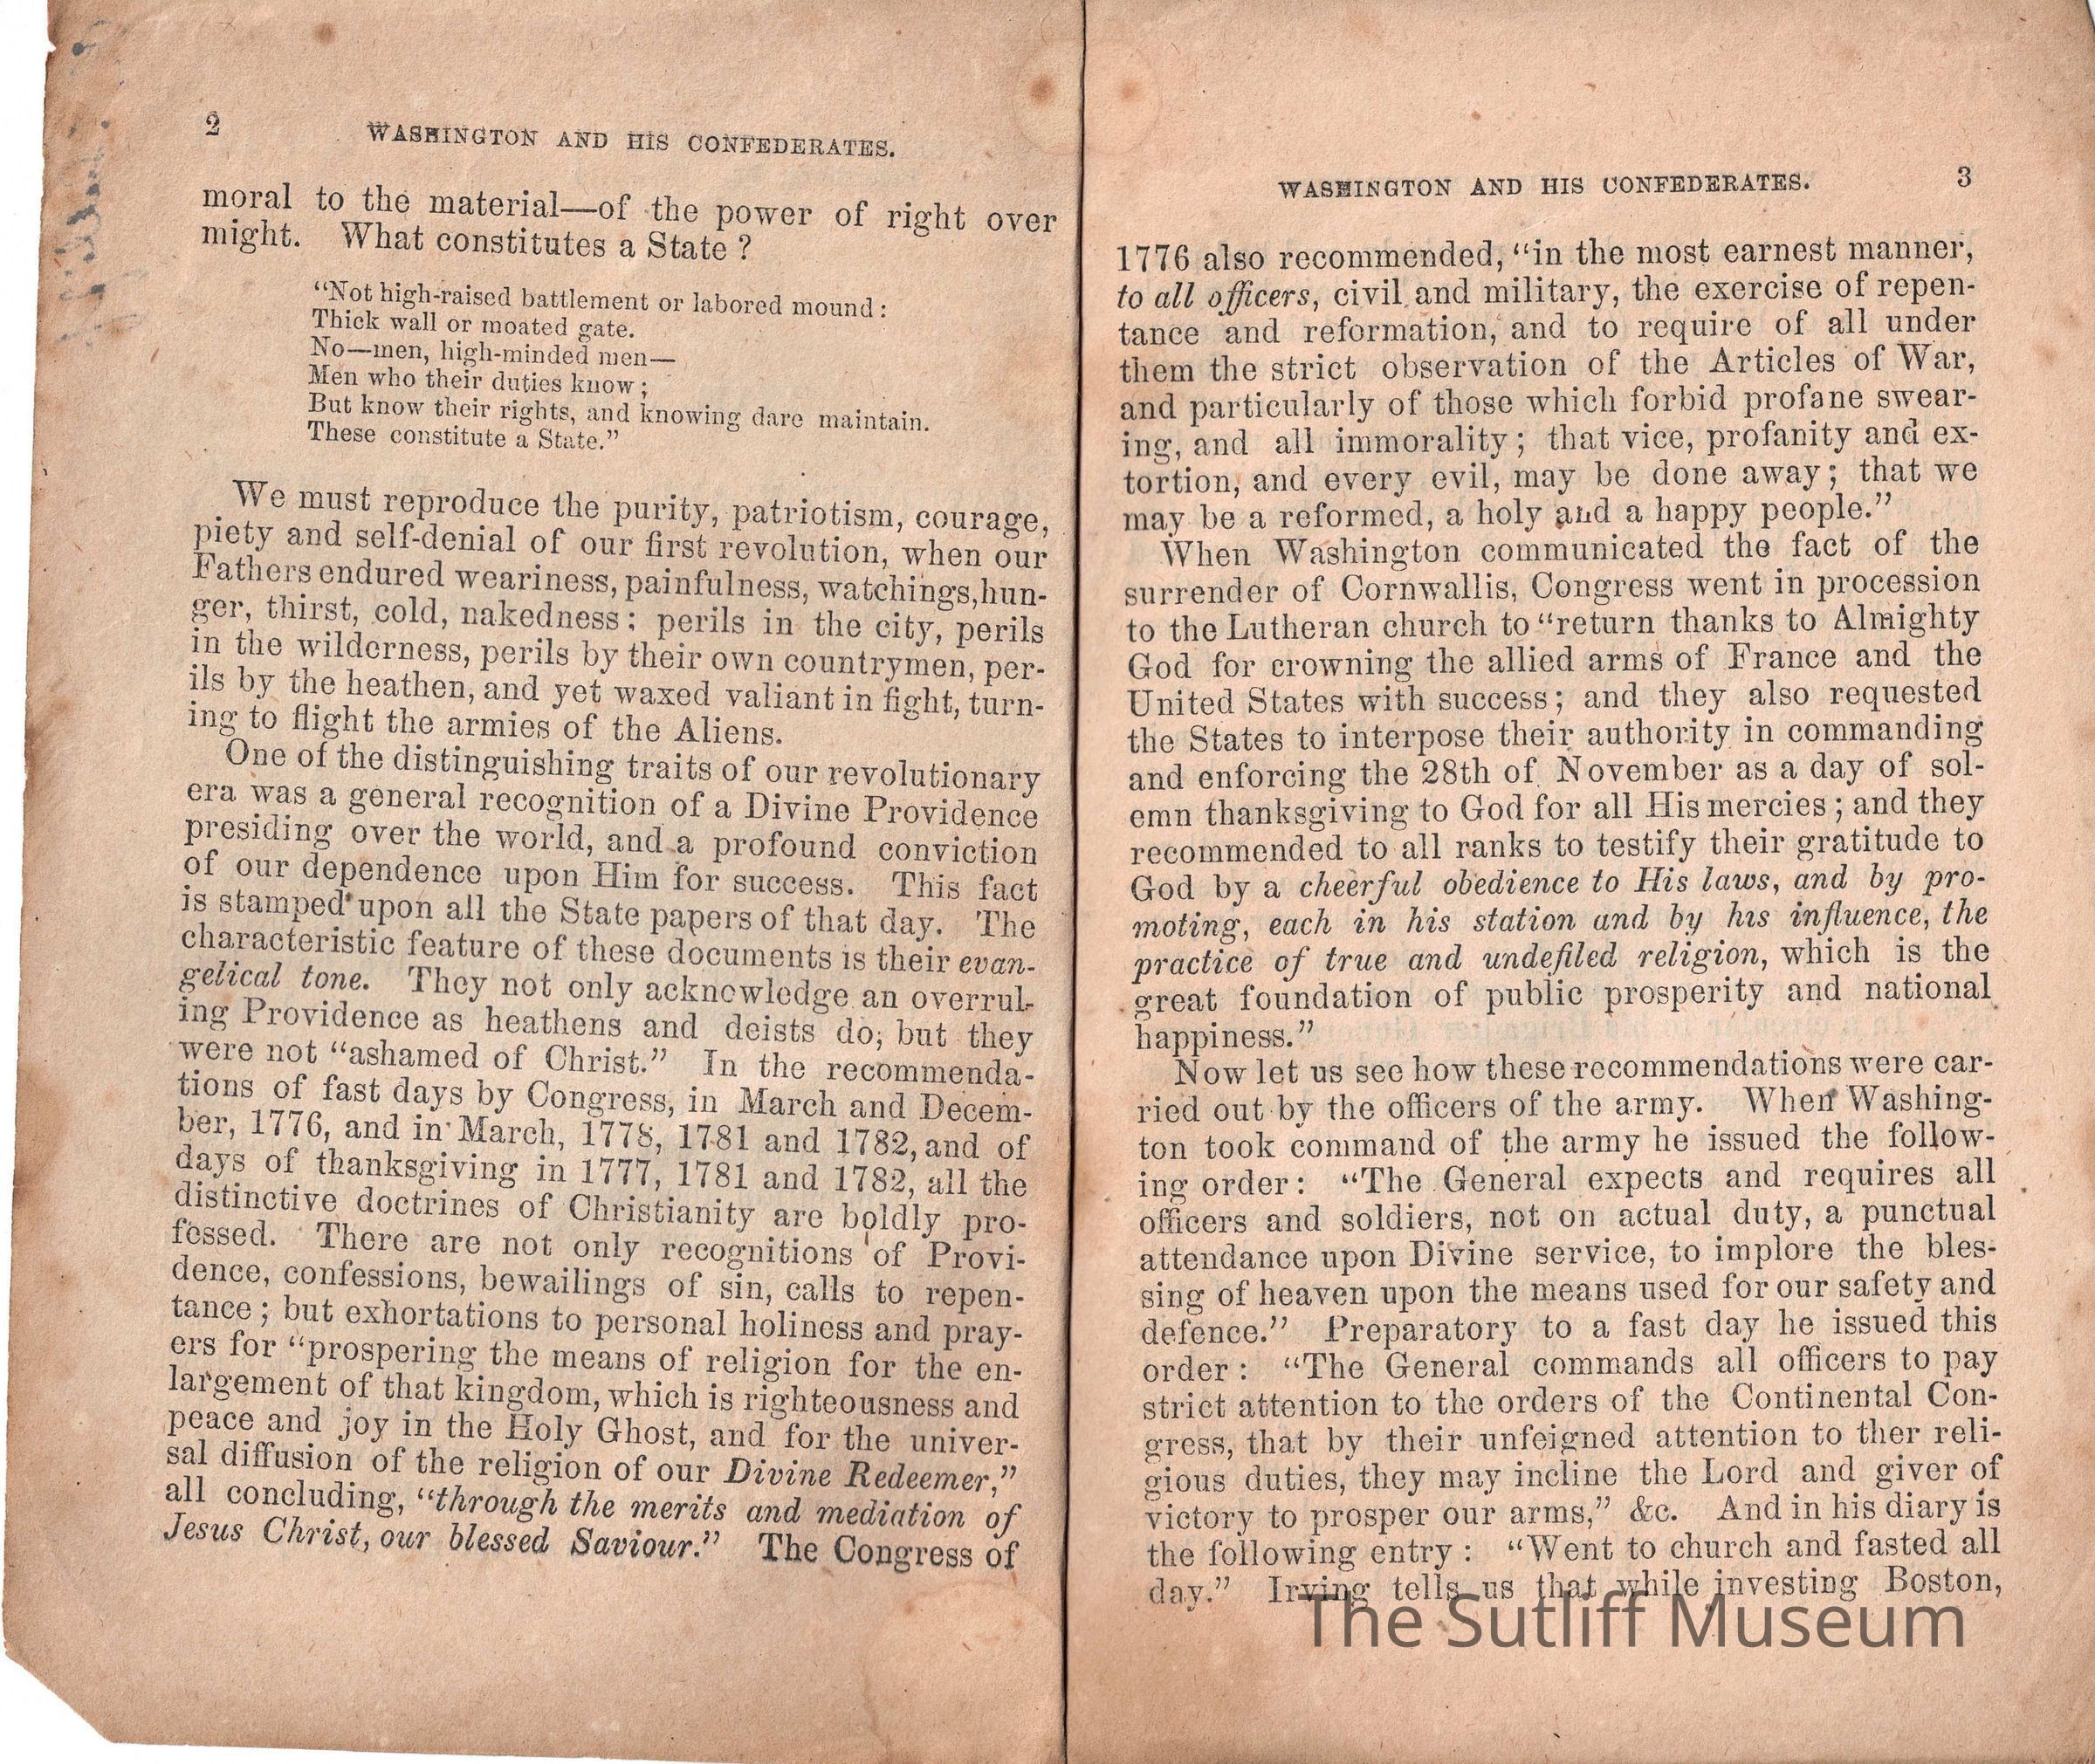 2
WASHINGTON AND HIS CONFEDERATES.
moral to the material—of the power of right over
might. What constitutes a State ?
“Not high-raised battlement or labored mound :
Thick wall or moated gate.
No—men, high-minded men—
Men who their duties know ;
But know their rights, and knowing dare maintain.
These constitute a State.”
We must reproduce the purity, patriotism, courage,
piety and self-denial of our first revolution, when our
Fathers endured weariness, painfulness, watchings, hun-
ger, thirst, cold, nakedness ; perils in the city, perils
in the wilderness, perils by their own countrymen, per-
ils by the heathen, and yet waxed valiant in fight, turn-
ing to flight the armies of the Aliens.
One of the distinguishing traits of our revolutionary
era was a general recognition of a Divine Providence
presiding over the world, and a profound conviction
of our dependence upon Him for success. This fact
is stamped upon all the State papers of that day. The
characteristic feature of these documents is their evan-
gelical tone. They not only acknowledge an overrul-
ing Providence as heathens and deists do; but they
were not “ashamed of Christ.” In the recommenda-
tions of fast days by Congress, in March and Decem-
ber, 1776, and in March, 1778, 1781 and 1782, and of
days of thanksgiving in 1777, 1781 and 1782, all the
distinctive doctrines of Christianity are boldly pro-
fessed. There are not only recognitions of Provi-
dence, confessions, bewailings of sin, calls to repen-
tance ; but exhortations to personal holiness and pray-
ers for “prospering the means of religion for the en-
largement of that kingdom, which is righteousness and
peace and joy in the Holy Ghost, and for the univer-
sal diffusion of the religion of our Divine Redeemer,”
all concluding, “through the merits and mediation of
Jesus Christ, our blessed Saviour.” The Congress of
WASHINGTON AND HIS CONFEDERATES.
3
1776 also recommended, “in the most earnest manner,
to all officers, civil and military, the exercise of repen-
tance and reformation, and to require of all under
them the strict observation of the Articles of War,
and particularly of those which forbid profane swear-
ing, and all immorality ; that vice, profanity and ex-
tortion, and every evil, may be done away ; that we
may be a reformed, a holy and a happy people.”
When Washington communicated the fact of the
surrender of Cornwallis, Congress went in procession
to the Lutheran church to “return thanks to Almighty
God for crowning the allied arms of France and the
United States with success ; and they also requested
the States to interpose their authority in commanding
and enforcing the 28th of November as a day of sol-
emn thanksgiving to God for all His mercies ; and they
recommended to all ranks to testify their gratitude to
God by a cheerful obedience to His laws, and by pro-
moting, each in his station and by his influence, the
practice of true and undefiled religion, which is the
great foundation of public prosperity and national
happiness.”
Now let us see how these recommendations were car-
ried out by the officers of the army. When Washing-
ton took command of the army he issued the follow-
ing order : “The General expects and requires all
officers and soldiers, not on actual duty, a punctual
attendance upon Divine service, to implore the bles-
sing of heaven upon the means used for our safety and
defence.” Preparatory to a fast day he issued this
order : “The General commands all officers to pay
strict attention to the orders of the Continental Con-
gress, that by their unfeigned attention to ther reli-
gious duties, they may incline the Lord and giver of
victory to prosper our arms,” &c. And in his diary is
the following entry : “Went to church and fasted all
day.” Irving tells us that while investing Boston,
The Sutliff Museum